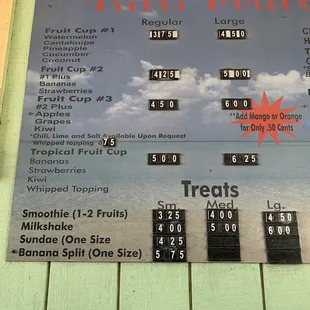 Regular Large
Fruit Cup #1 3.75 4 50
Watermelon
Cantaloupe
Pineapple
Cucumber
Coconut
Fruit Cup #2 4 25 5 00
#1 Plus
Bananas
Strawberries
Fruit Cup #3 4 50 6 00
#2 Plus
*Apples
Grapes
Kiwi
**Add Mango or Orange
for Only .50 Cents
*Chili, Lime and Salt Available Upon Request
Whipped topping 0 75
Tropical Fruit Cup 5 00 6 25
Bananas
Strawberries
Kiwi
Whipped Topping
Treats
Sm. Med. Lg.
Smoothie (1-2 Fruits) 3 25 4 00 4 50
Milkshake 4 00 5 00 6 00
Sundae (One Size 4 25
Banana Split (One Size) 5 75